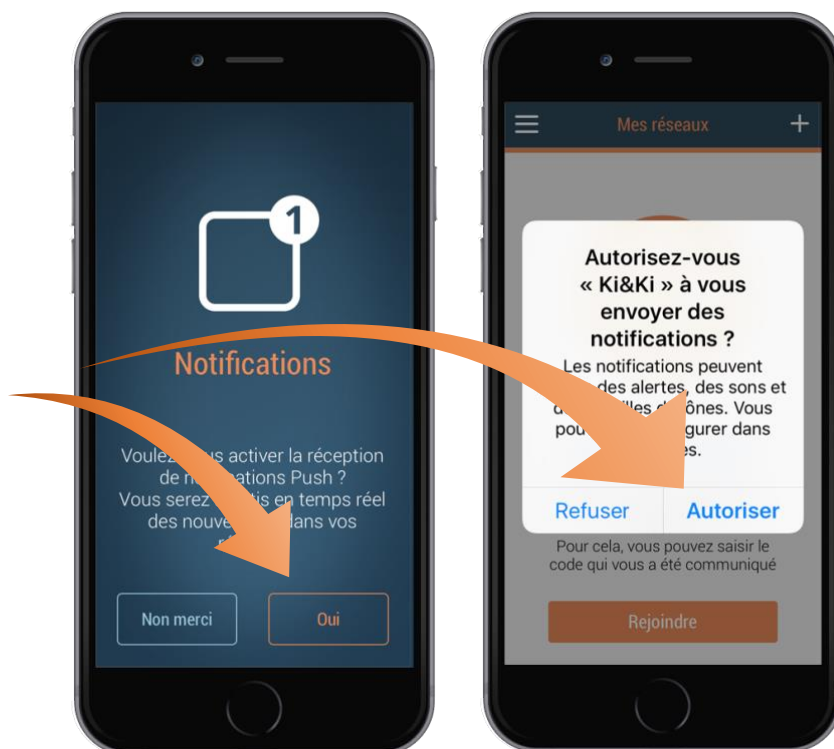 1
Notifications
Voulez us activer la réception
de no ations Push ?
Vous serez tis en temps réel
des nouve dans vos
Non merci
Oui
Mes réseaux
Autorisez-vous
« Ki&Ki » à vous
envoyer des
notifications ?
Les notifications peuvent
des alertes, des sons et
d lles d ônes. Vous
pou gurer dans
es.
Refuser
Autoriser
Pour cela, vous pouvez saisir le
code qui vous a été communiqué
Rejoindre